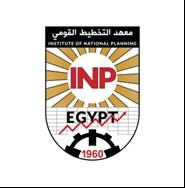 معهد التخطيط القومي
INSTITUTE OF NATIONAL PLANNING
INP
EGYPT
1960